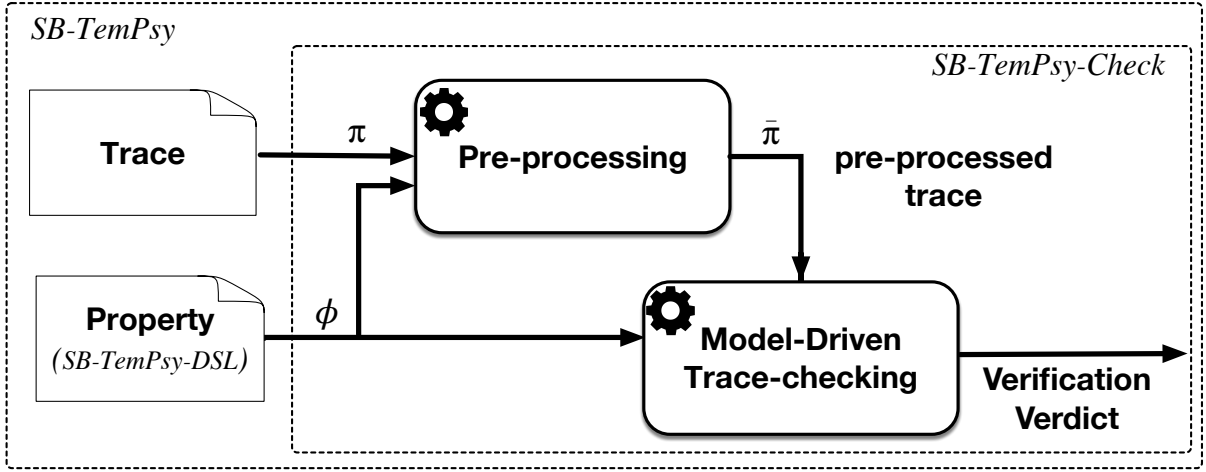 SB-TemPsy
SB-TemPsy-Check
Trace
π
Pre-processing
π̄
pre-processed
trace
Property
(SB-TemPsy-DSL)
ϕ
Model-Driven
Trace-checking
Verification
Verdict